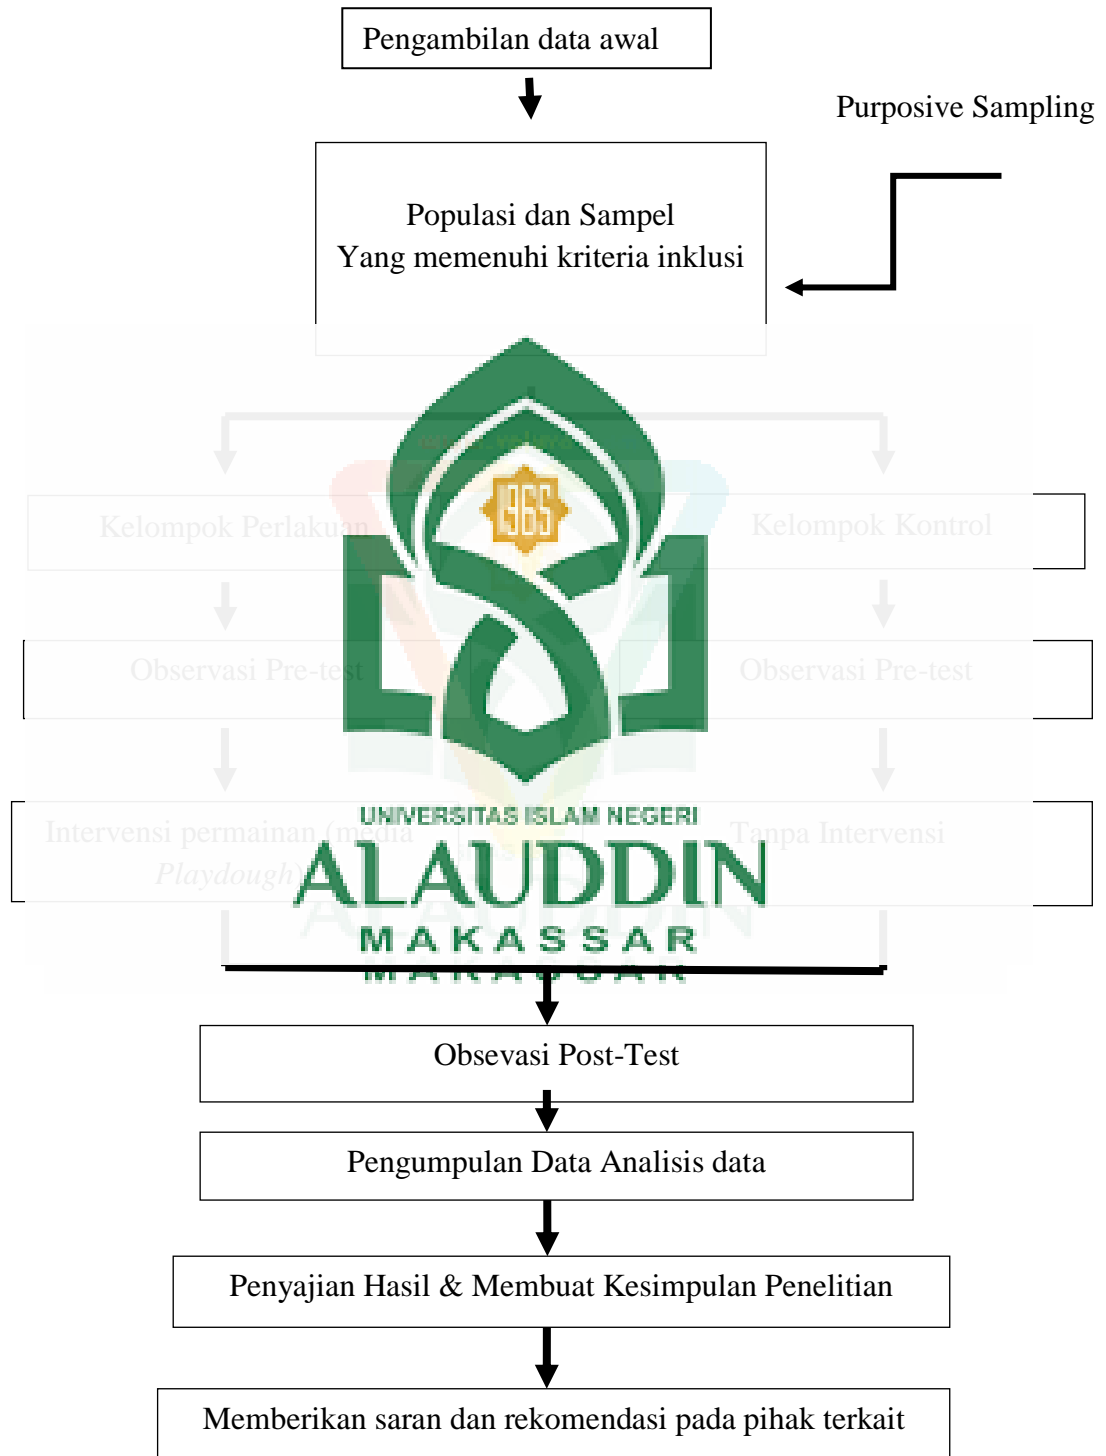 Pengambilan data awal
Purposive Sampling
Populasi dan Sampel
Yang memenuhi kriteria inklusi
1965
Kelompok Perlakuan
Kelompok Kontrol
Observasi Pre-test
Observasi Pre-test
Intervensi permainan (media
Playdough)
Tanpa Intervensi
UNIVERSITAS ISLAM NEGERI
ALAUDDIN
MAKASSAR
Obsevasi Post-Test
Pengumpulan Data Analisis data
Penyajian Hasil & Membuat Kesimpulan Penelitian
Memberikan saran dan rekomendasi pada pihak terkait